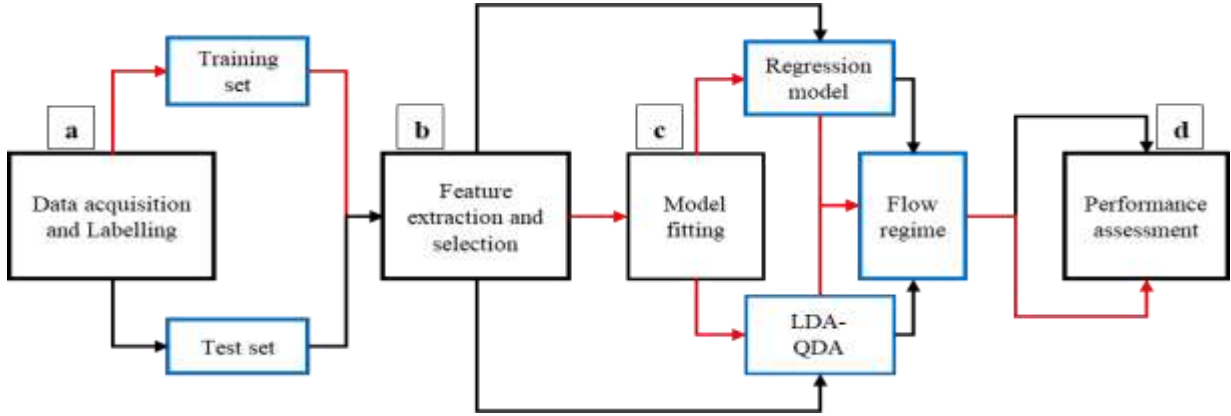 a
Data acquisition
and Labelling
Training
set
Test set
b
Feature
extraction and
selection
c
Model
fitting
Regression
model
LDA-
QDA
Flow
regime
d
Performance
assessment